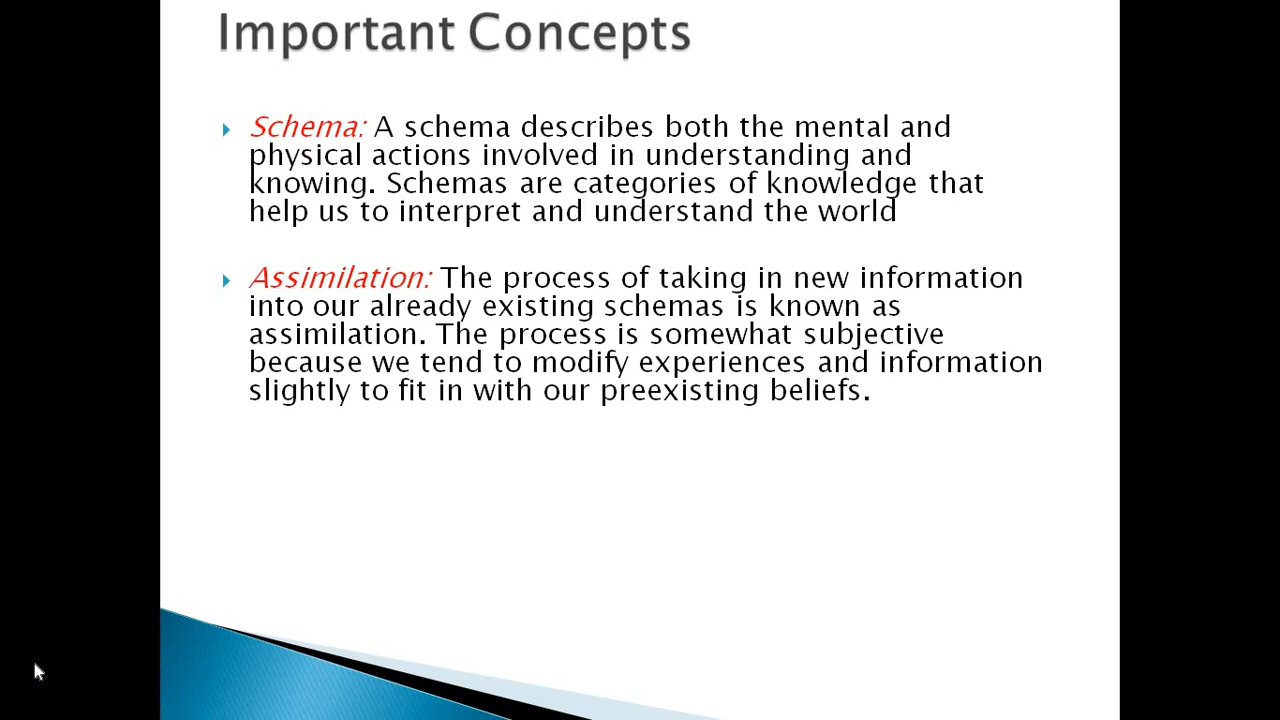 Important Concepts
Schema: A schema describes both the mental and
physical actions involved in understanding and
knowing. Schemas are categories of knowledge that
help us to interpret and understand the world
Assimilation: The process of taking in new information
into our already existing schemas is known as
assimilation. The process is somewhat subjective
because we tend to modify experiences and information
slightly to fit in with our preexisting beliefs.